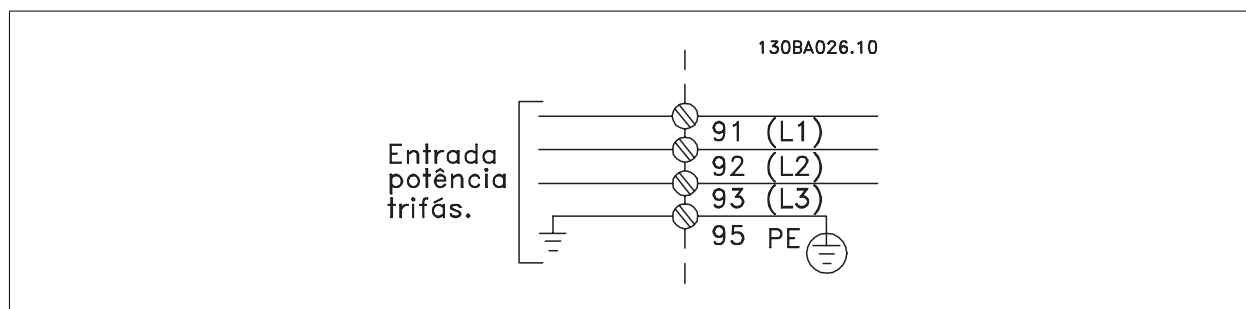 130BA026.10
Entrada
potência
trifás.
91 (L1)
92 (L2)
93 (L3)
95 PE